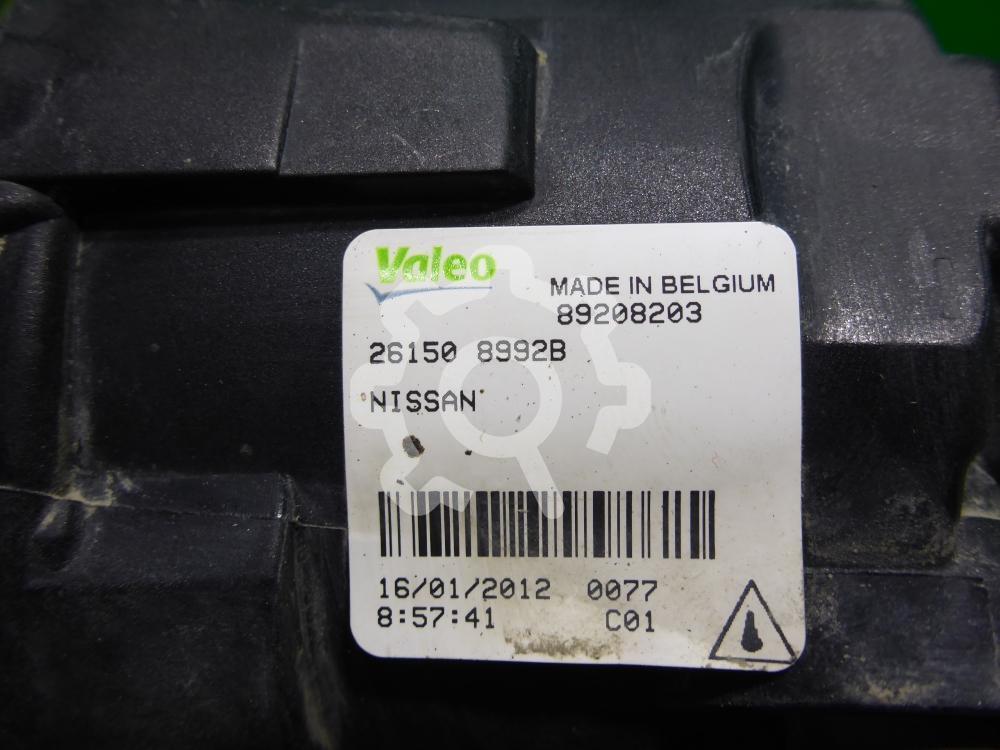 Valeo
MADE IN BELGIUM
89208203
26150 8992B
NISSAN
16/01/2012 0077
8:57:41 C01